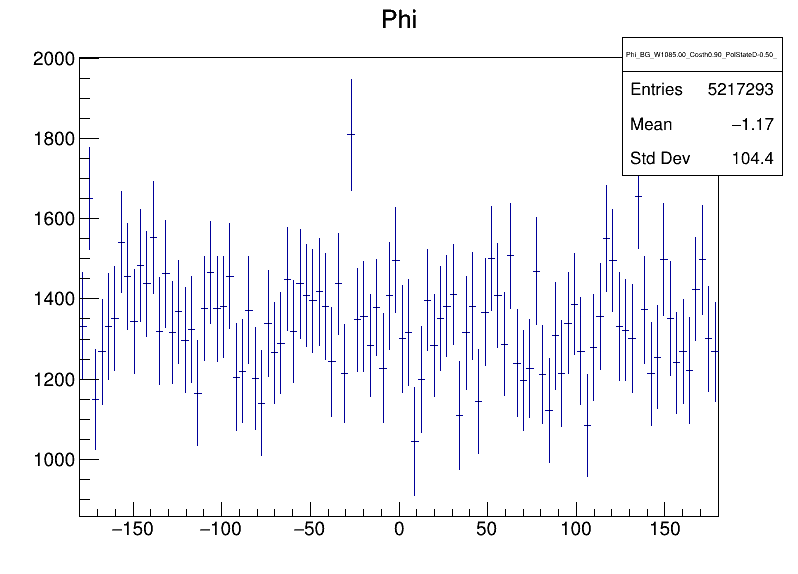 Phi
Phi_BG_W1085.00_Costh0.90_PolStateD-0.50_
Entries 5217293
Mean −1.17
Std Dev 104.4
2000
1800
1600
1400
1200
1000
−150 −100 −50 0 50 100 150